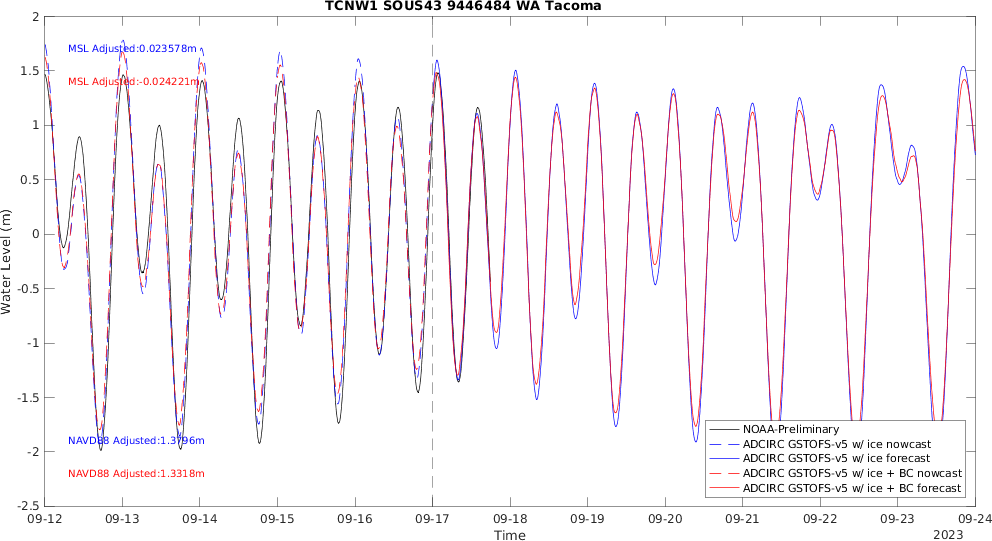 TCNW1 SOUS43 9446484 WA Tacoma
2
1.5
1
0.5
0
-0.5
-1
-1.5
-2
-2.5
Water Level (m)
MSL Adjusted:0.023578m
MSL Adjusted:-0.024221m
NAVD88 Adjusted:1.3796m
NAVD88 Adjusted:1.3318m
NOAA-Preliminary
ADCIRC GSTOFS-v5 w/ ice nowcast
ADCIRC GSTOFS-v5 w/ ice forecast
ADCIRC GSTOFS-v5 w/ ice + BC nowcast
ADCIRC GSTOFS-v5 w/ ice + BC forecast
09-12 09-13 09-14 09-15 09-16 09-17 09-18 09-19 09-20 09-21 09-22 09-23 09-24
Time
2023